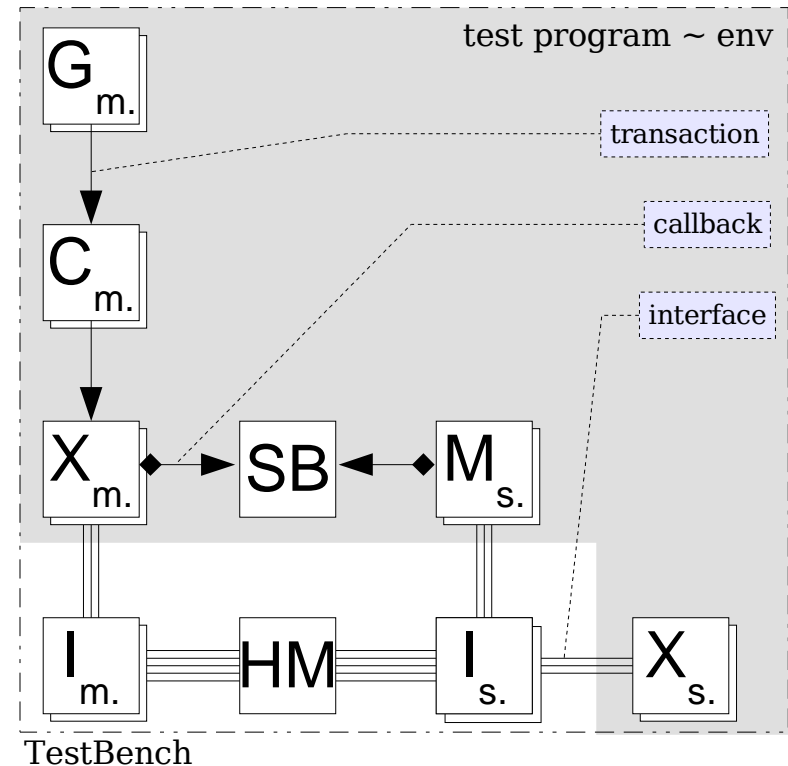 test program ~ env
G m.
transaction
callback
C m.
interface
X m.
SB
M s.
I m.
HM
I s.
X s.
TestBench